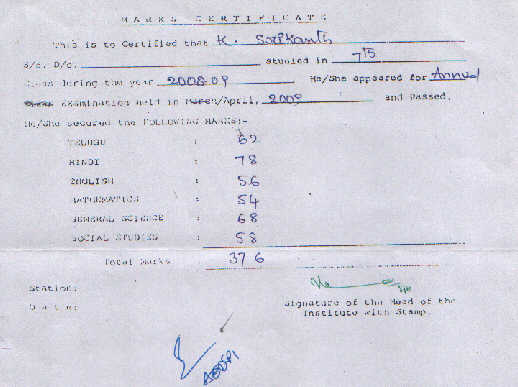 MARKS CERTIFICATE
This is to Certified that K. Srikanth
S/o. D/o. studied in 7th
Class during the year 2008-09 He/She appeared for Annual
Examination held in March/April, 2009 and Passed.
He/She secured the FOLLOWING MARKS:-
TELUGU : 62
HINDI : 78
ENGLISH : 56
MATHEMATICS : 54
GENERAL SCIENCE : 68
SOCIAL STUDIES : 58
Total Marks 376
Station:
Date:
Signature of the Head of the
Institute with Stamp.